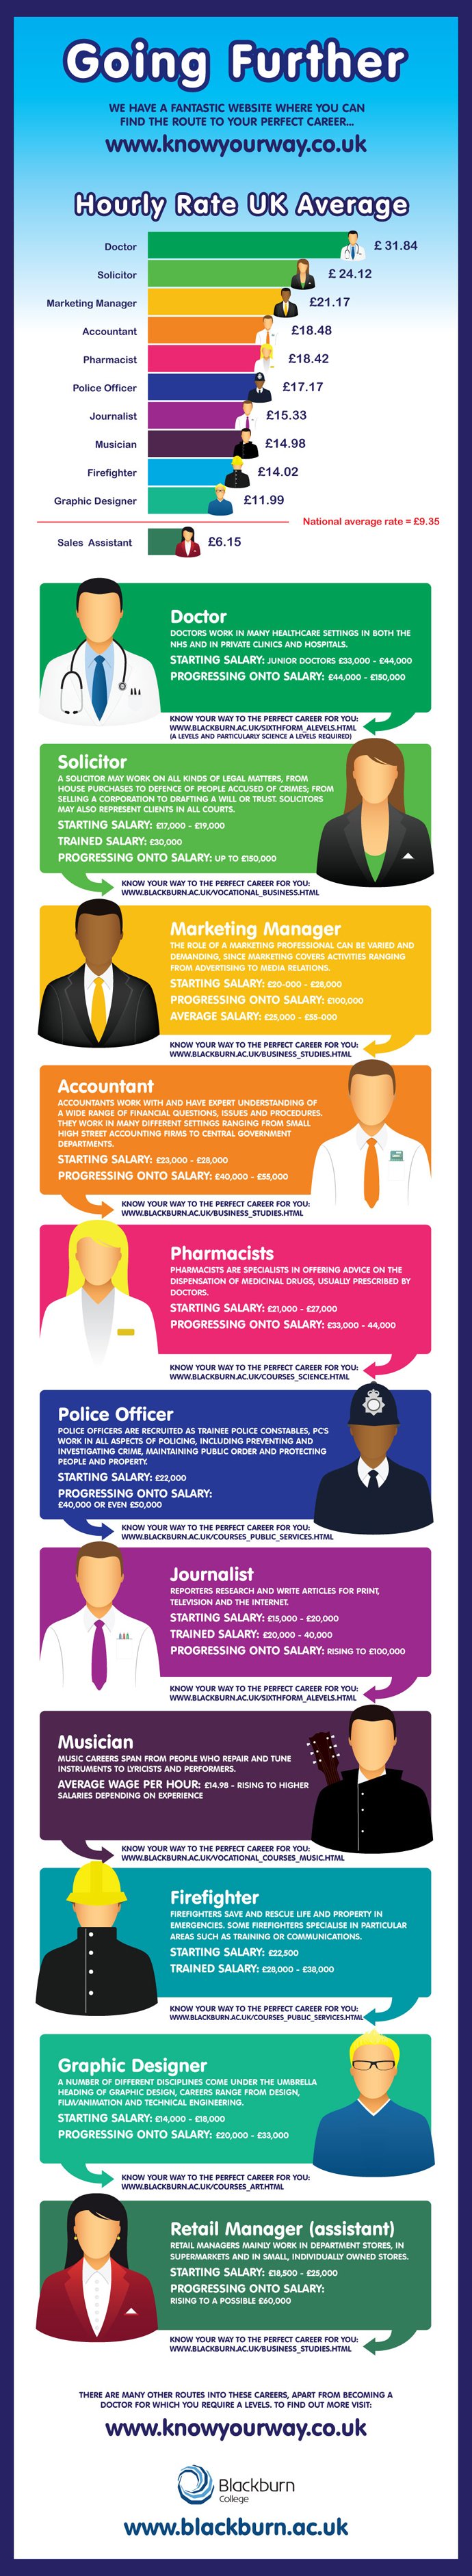 Going Further
WE HAVE A FANTASTIC WEBSITE WHERE YOU CAN
FIND THE ROUTE TO YOUR PERFECT CAREER...
www.knowyourway.co.uk
Hourly Rate UK Average
Doctor £ 31.84
Solicitor £ 24.12
Marketing Manager £21.17
Accountant £18.48
Pharmacist £18.42
Police Officer £17.17
Journalist £15.33
Musician £14.98
Firefighter £14.02
Graphic Designer £11.99
National average rate = £9.35
Sales Assistant £6.15
Doctor
DOCTORS WORK IN MANY HEALTHCARE SETTINGS IN BOTH THE
NHS AND IN PRIVATE CLINICS AND HOSPITALS.
STARTING SALARY: JUNIOR DOCTORS £33,000 - £44,000
PROGRESSING ONTO SALARY: £44,000 - £150,000
KNOW YOUR WAY TO THE PERFECT CAREER FOR YOU:
WWW.BLACKBURN.AC.UK/SIXTHFORM_ALEVELS.HTML
(A LEVELS AND PARTICULARLY SCIENCE A LEVELS REQUIRED)
Solicitor
A SOLICITOR MAY WORK ON ALL KINDS OF LEGAL MATTERS, FROM
HOUSE PURCHASES TO DEFENCE OF PEOPLE ACCUSED OF CRIMES; FROM
SELLING A CORPORATION TO DRAFTING A WILL OR TRUST. SOLICITORS
MAY ALSO REPRESENT CLIENTS IN ALL COURTS.
STARTING SALARY: £17,000 - £19,000
TRAINED SALARY: £30,000
PROGRESSING ONTO SALARY: UP TO £150,000
KNOW YOUR WAY TO THE PERFECT CAREER FOR YOU:
WWW.BLACKBURN.AC.UK/VOCATIONAL_BUSINESS.HTML
Marketing Manager
THE ROLE OF A MARKETING PROFESSIONAL CAN BE VARIED AND
DEMANDING, SINCE MARKETING COVERS ACTIVITIES RANGING
FROM ADVERTISING TO MEDIA RELATIONS.
STARTING SALARY: £20-000 - £28,000
PROGRESSING ONTO SALARY: £100,000
AVERAGE SALARY: £25,000 - £55-000
KNOW YOUR WAY TO THE PERFECT CAREER FOR YOU:
WWW.BLACKBURN.AC.UK/BUSINESS_STUDIES.HTML
Accountant
ACCOUNTANTS WORK WITH AND HAVE EXPERT UNDERSTANDING OF
A WIDE RANGE OF FINANCIAL QUESTIONS, ISSUES AND PROCEDURES.
THEY WORK IN MANY DIFFERENT SETTINGS RANGING FROM SMALL
HIGH STREET ACCOUNTING FIRMS TO CENTRAL GOVERNMENT
DEPARTMENTS.
STARTING SALARY: £23,000 - £28,000
PROGRESSING ONTO SALARY: £40,000 - £55,000
KNOW YOUR WAY TO THE PERFECT CAREER FOR YOU:
WWW.BLACKBURN.AC.UK/BUSINESS_STUDIES.HTML
Pharmacists
PHARMACISTS ARE SPECIALISTS IN OFFERING ADVICE ON THE
DISPENSATION OF MEDICINAL DRUGS, USUALLY PRESCRIBED BY
DOCTORS.
STARTING SALARY: £21,000 - £27,000
PROGRESSING ONTO SALARY: £33,000 - 44,000
KNOW YOUR WAY TO THE PERFECT CAREER FOR YOU:
WWW.BLACKBURN.AC.UK/COURSES_SCIENCE.HTML
Police Officer
POLICE OFFICERS ARE RECRUITED AS TRAINEE POLICE CONSTABLES, PC'S
WORK IN ALL ASPECTS OF POLICING, INCLUDING PREVENTING AND
INVESTIGATING CRIME, MAINTAINING PUBLIC ORDER AND PROTECTING
PEOPLE AND PROPERTY.
STARTING SALARY: £22,000
PROGRESSING ONTO SALARY:
£40,000 OR EVEN £50,000
KNOW YOUR WAY TO THE PERFECT CAREER FOR YOU:
WWW.BLACKBURN.AC.UK/COURSES_PUBLIC_SERVICES.HTML
Journalist
REPORTERS RESEARCH AND WRITE ARTICLES FOR PRINT,
TELEVISION AND THE INTERNET.
STARTING SALARY: £15,000 - £20,000
TRAINED SALARY: £20,000 - 40,000
PROGRESSING ONTO SALARY: RISING TO £100,000
KNOW YOUR WAY TO THE PERFECT CAREER FOR YOU:
WWW.BLACKBURN.AC.UK/SIXTHFORM_ALEVELS.HTML
Musician
MUSIC CAREERS SPAN FROM PEOPLE WHO REPAIR AND TUNE
INSTRUMENTS TO LYRICISTS AND PERFORMERS.
AVERAGE WAGE PER HOUR: £14.98 - RISING TO HIGHER
SALARIES DEPENDING ON EXPERIENCE
KNOW YOUR WAY TO THE PERFECT CAREER FOR YOU:
WWW.BLACKBURN.AC.UK/VOCATIONAL_COURSES_MUSIC.HTML
Firefighter
FIREFIGHTERS SAVE AND RESCUE LIFE AND PROPERTY IN
EMERGENCIES. SOME FIREFIGHTERS SPECIALISE IN PARTICULAR
AREAS SUCH AS TRAINING OR COMMUNICATIONS.
STARTING SALARY: £22,500
TRAINED SALARY: £28,000 - £38,000
KNOW YOUR WAY TO THE PERFECT CAREER FOR YOU:
WWW.BLACKBURN.AC.UK/COURSES_PUBLIC_SERVICES.HTML
Graphic Designer
A NUMBER OF DIFFERENT DISCIPLINES COME UNDER THE UMBRELLA
HEADING OF GRAPHIC DESIGN, CAREERS RANGE FROM DESIGN,
FILM/ANIMATION AND TECHNICAL ENGINEERING.
STARTING SALARY: £14,000 - £18,000
PROGRESSING ONTO SALARY: £20,000 - £33,000
KNOW YOUR WAY TO THE PERFECT CAREER FOR YOU:
WWW.BLACKBURN.AC.UK/COURSES_ART.HTML
Retail Manager (assistant)
RETAIL MANAGERS MAINLY WORK IN DEPARTMENT STORES, IN
SUPERMARKETS AND IN SMALL, INDIVIDUALLY OWNED STORES.
STARTING SALARY: £18,500 - £25,000
PROGRESSING ONTO SALARY:
RISING TO A POSSIBLE £60,000
KNOW YOUR WAY TO THE PERFECT CAREER FOR YOU:
WWW.BLACKBURN.AC.UK/BUSINESS_STUDIES.HTML
THERE ARE MANY OTHER ROUTES INTO THESE CAREERS, APART FROM BECOMING A
DOCTOR FOR WHICH YOU REQUIRE A LEVELS. TO FIND OUT MORE VISIT:
www.knowyourway.co.uk
Blackburn
College
www.blackburn.ac.uk